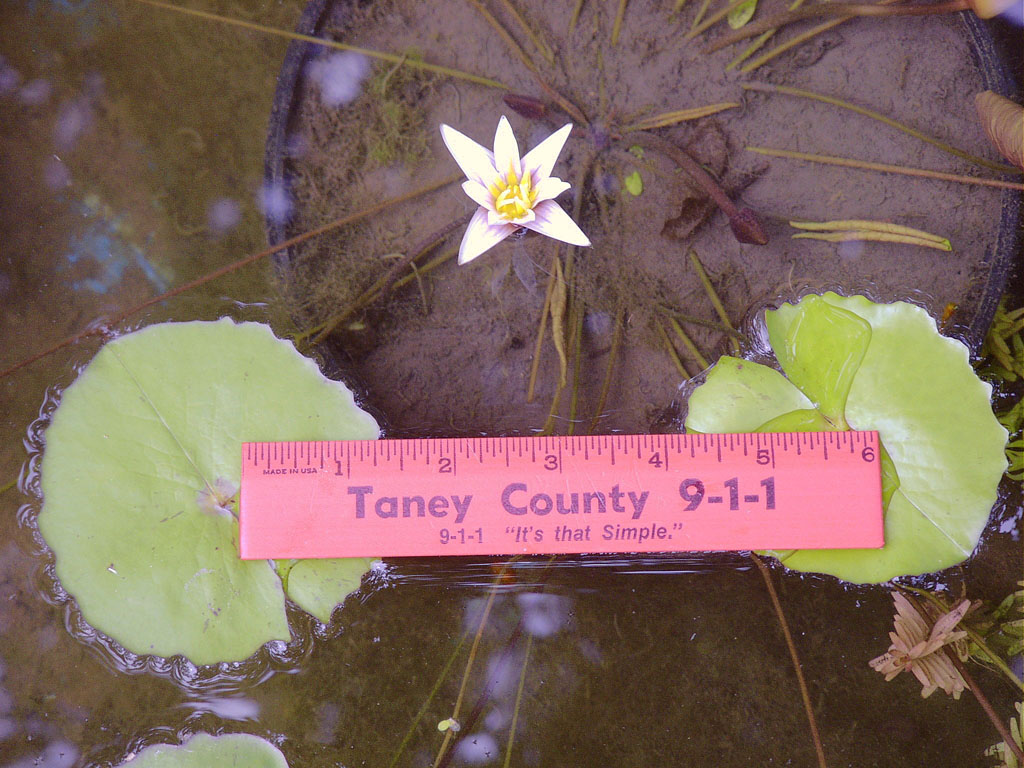 1 2 3 4 5 6
MADE IN USA
Taney County 9-1-1
9-1-1 “It's that Simple.”